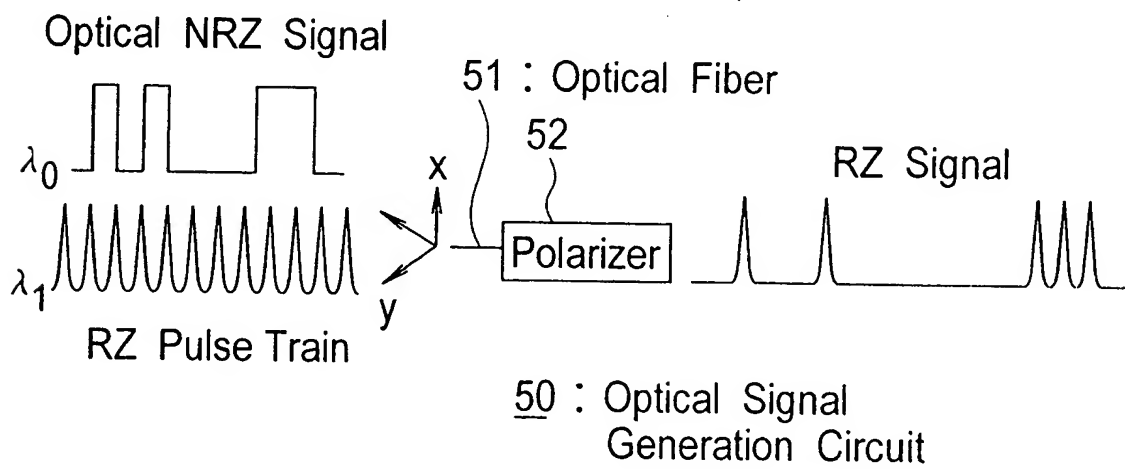 Optical NRZ Signal
λ0
λ1
RZ Pulse Train
x
y
51 : Optical Fiber
52
Polarizer
RZ Signal
50 : Optical Signal
Generation Circuit